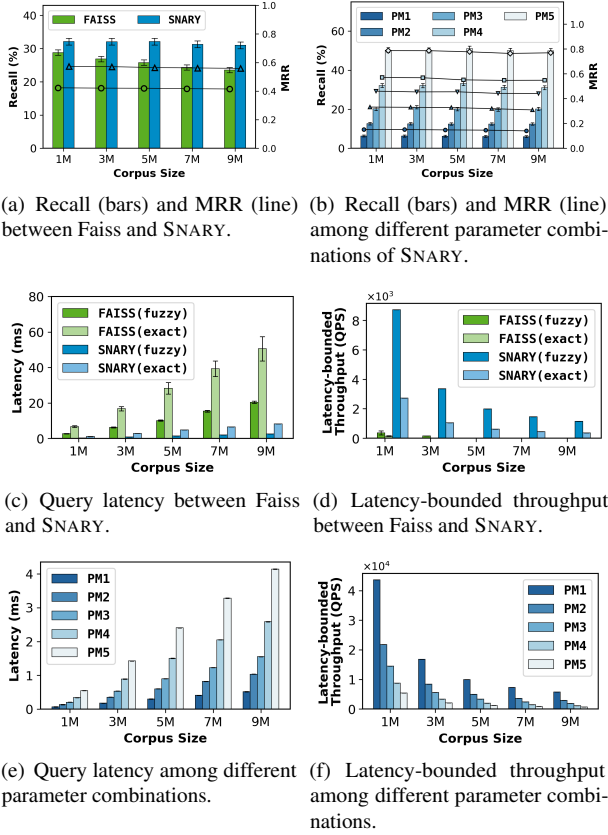 FAISS SNARY
Recall (%)
40
30
20
10
0
1.0
0.8
0.6
0.4
0.2
0.0
MRR
1M 3M 5M 7M 9M
Corpus Size
(a) Recall (bars) and MRR (line)
between Faiss and SNARY.
PM1 PM3 PM5
PM2 PM4
Recall (%)
60
40
20
0
1.0
0.8
0.6
0.4
0.2
0.0
MRR
1M 3M 5M 7M 9M
Corpus Size
(b) Recall (bars) and MRR (line)
among different parameter combi-
nations of SNARY.
FAISS(fuzzy)
FAISS(exact)
SNARY(fuzzy)
SNARY(exact)
Latency (ms)
80
60
40
20
0
1M 3M 5M 7M 9M
Corpus Size
(c) Query latency between Faiss
and SNARY.
×10³
FAISS(fuzzy)
FAISS(exact)
SNARY(fuzzy)
SNARY(exact)
Latency-bounded
Throughput (QPS)
8
6
4
2
0
1M 3M 5M 7M 9M
Corpus Size
(d) Latency-bounded throughput
between Faiss and SNARY.
PM1
PM2
PM3
PM4
PM5
Latency (ms)
4
3
2
1
0
1M 3M 5M 7M 9M
Corpus Size
(e) Query latency among different
parameter combinations.
×10⁴
PM1
PM2
PM3
PM4
PM5
Latency-bounded
Throughput (QPS)
4
2
0
1M 3M 5M 7M 9M
Corpus Size
(f) Latency-bounded throughput
among different parameter combi-
nations.